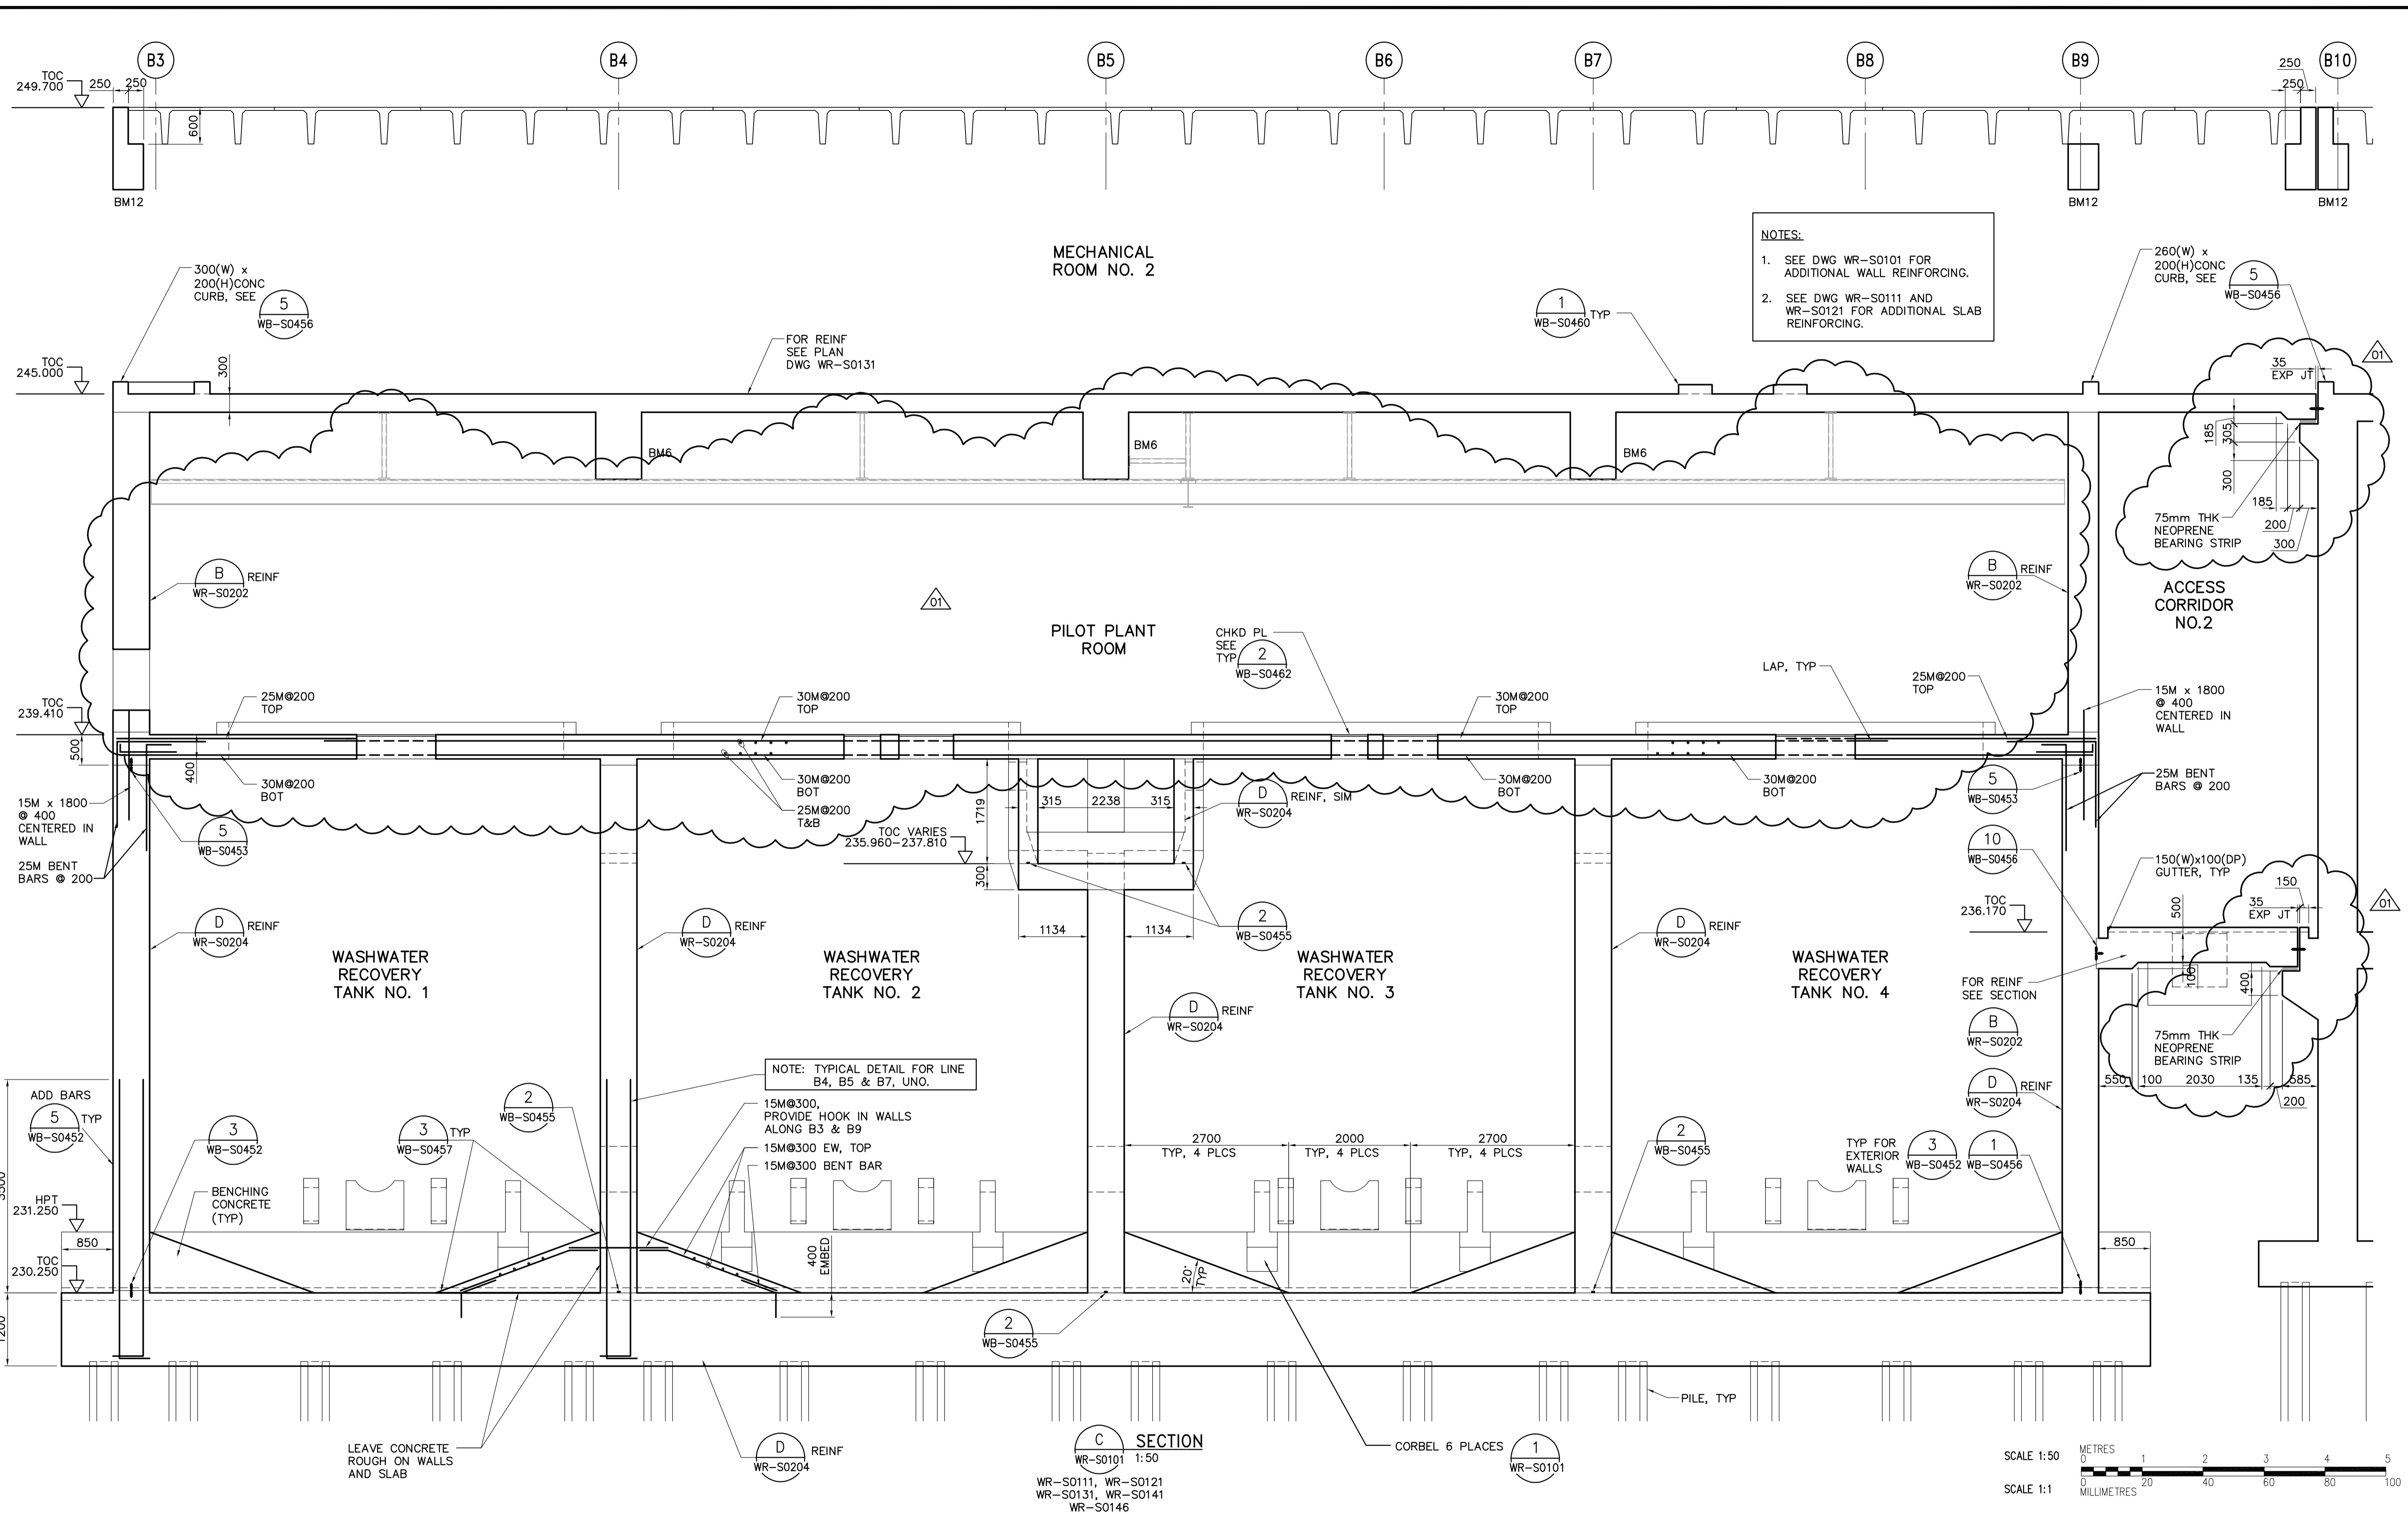 B3
B4
B5
B6
B7
B8
B9
B10
TOC
249.700
250
250
600
250
250
BM12
BM12
BM12
MECHANICAL
ROOM NO. 2
NOTES:
1. SEE DWG WR-S0101 FOR
ADDITIONAL WALL REINFORCING.
2. SEE DWG WR-S0111 AND
WR-S0121 FOR ADDITIONAL SLAB
REINFORCING.
300(W) x
200(H)CONC
CURB, SEE
5
WB-S0456
260(W) x
200(H)CONC
CURB, SEE
5
WB-S0456
1
WB-S0460
TYP
FOR REINF
SEE PLAN
DWG WR-S0131
TOC
245.000
300
35
EXP JT
01
185
305
300
185
200
300
75mm THK
NEOPRENE
BEARING STRIP
BM6
BM6
BM6
B
WR-S0202
REINF
01
B
WR-S0202
REINF
ACCESS
CORRIDOR
NO.2
PILOT PLANT
ROOM
CHKD PL
SEE
TYP
2
WB-S0462
LAP, TYP
25M@200
TOP
30M@200
TOP
30M@200
TOP
25M@200
TOP
15M x 1800
@ 400
CENTERED IN
WALL
TOC
239.410
500
400
30M@200
BOT
30M@200
BOT
25M@200
T&B
30M@200
BOT
30M@200
BOT
25M BENT
BARS @ 200
15M x 1800
@ 400
CENTERED IN
WALL
25M BENT
BARS @ 200
5
WB-S0453
5
WB-S0453
1719
315
2238
315
D
WR-S0204
REINF, SIM
TOC VARIES
235.960-237.810
300
1134
1134
2
WB-S0455
10
WB-S0456
150(W)x100(DP)
GUTTER, TYP
150
35
EXP JT
01
500
TOC
236.170
100
400
FOR REINF
SEE SECTION
B
WR-S0202
75mm THK
NEOPRENE
BEARING STRIP
550
100
2030
135
585
200
D
WR-S0204
REINF
D
WR-S0204
REINF
D
WR-S0204
REINF
D
WR-S0204
REINF
D
WR-S0204
REINF
WASHWATER
RECOVERY
TANK NO. 1
WASHWATER
RECOVERY
TANK NO. 2
WASHWATER
RECOVERY
TANK NO. 3
WASHWATER
RECOVERY
TANK NO. 4
NOTE: TYPICAL DETAIL FOR LINE
B4, B5 & B7, UNO.
15M@300,
PROVIDE HOOK IN WALLS
ALONG B3 & B9
15M@300 EW, TOP
15M@300 BENT BAR
ADD BARS
5
WB-S0452
TYP
3
WB-S0452
3
WB-S0457
TYP
2
WB-S0455
2
WB-S0455
TYP FOR
EXTERIOR
WALLS
3
WB-S0452
1
WB-S0456
2700
TYP, 4 PLCS
2000
TYP, 4 PLCS
2700
TYP, 4 PLCS
3500
HPT
231.250
850
TOC
230.250
1200
BENCHING
CONCRETE
(TYP)
400
EMBED
20°
TYP
850
2
WB-S0455
PILE, TYP
LEAVE CONCRETE
ROUGH ON WALLS
AND SLAB
D
WR-S0204
REINF
C
WR-S0101
SECTION
1:50
WR-S0111, WR-S0121
WR-S0131, WR-S0141
WR-S0146
CORBEL 6 PLACES
1
WR-S0101
SCALE 1:50
METRES
0 1 2 3 4 5
SCALE 1:1
0 20 40 60 80 100
MILLIMETRES